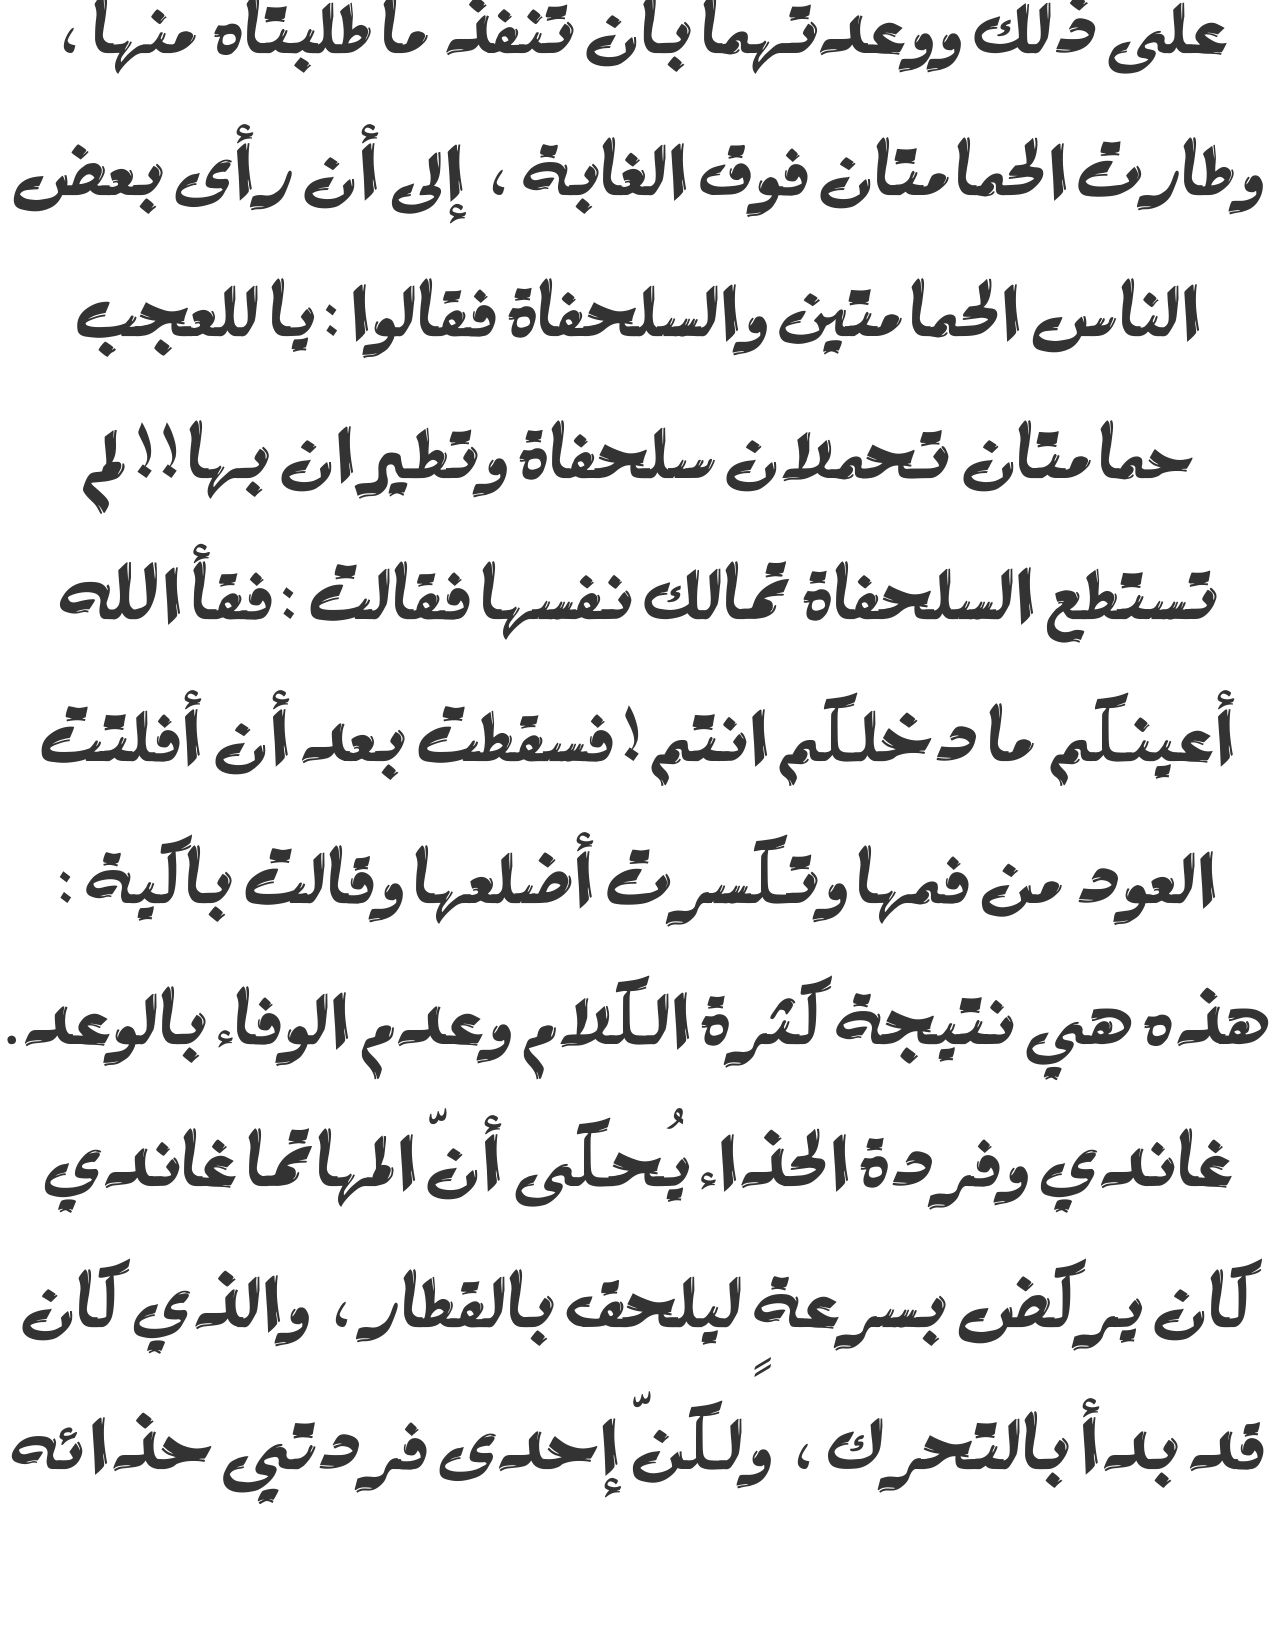 على ذلك ووعدتهما بان تنفذ ما طلبتاه منها ،
وطارت الحمامتان فوق الغابة ، إلى أن رأى بعض
الناس الحمامتين والسلحفاة فقالوا : يا للعجب
حمامتان تحملان سلحفاة وتطيران بها !! لم
تستطع السلحفاة تمالك نفسها فقالت : فقأ الله
أعينكم ما دخلكم انتم ! فسقطت بعد أن أفلتت
العود من فمها وتكسرت أضلعها وقالت باكية :
هذه هي نتيجة كثرة الكلام وعدم الوفاء بالوعد .
غاندي وفردة الحذاء يُحكى أنّ المهاتما غاندي
كان يركض بسرعةٍ ليلحق بالقطار ، والذي كان
قد بدأ بالتحرك ، ولكنّ إحدى فردتي حذائه